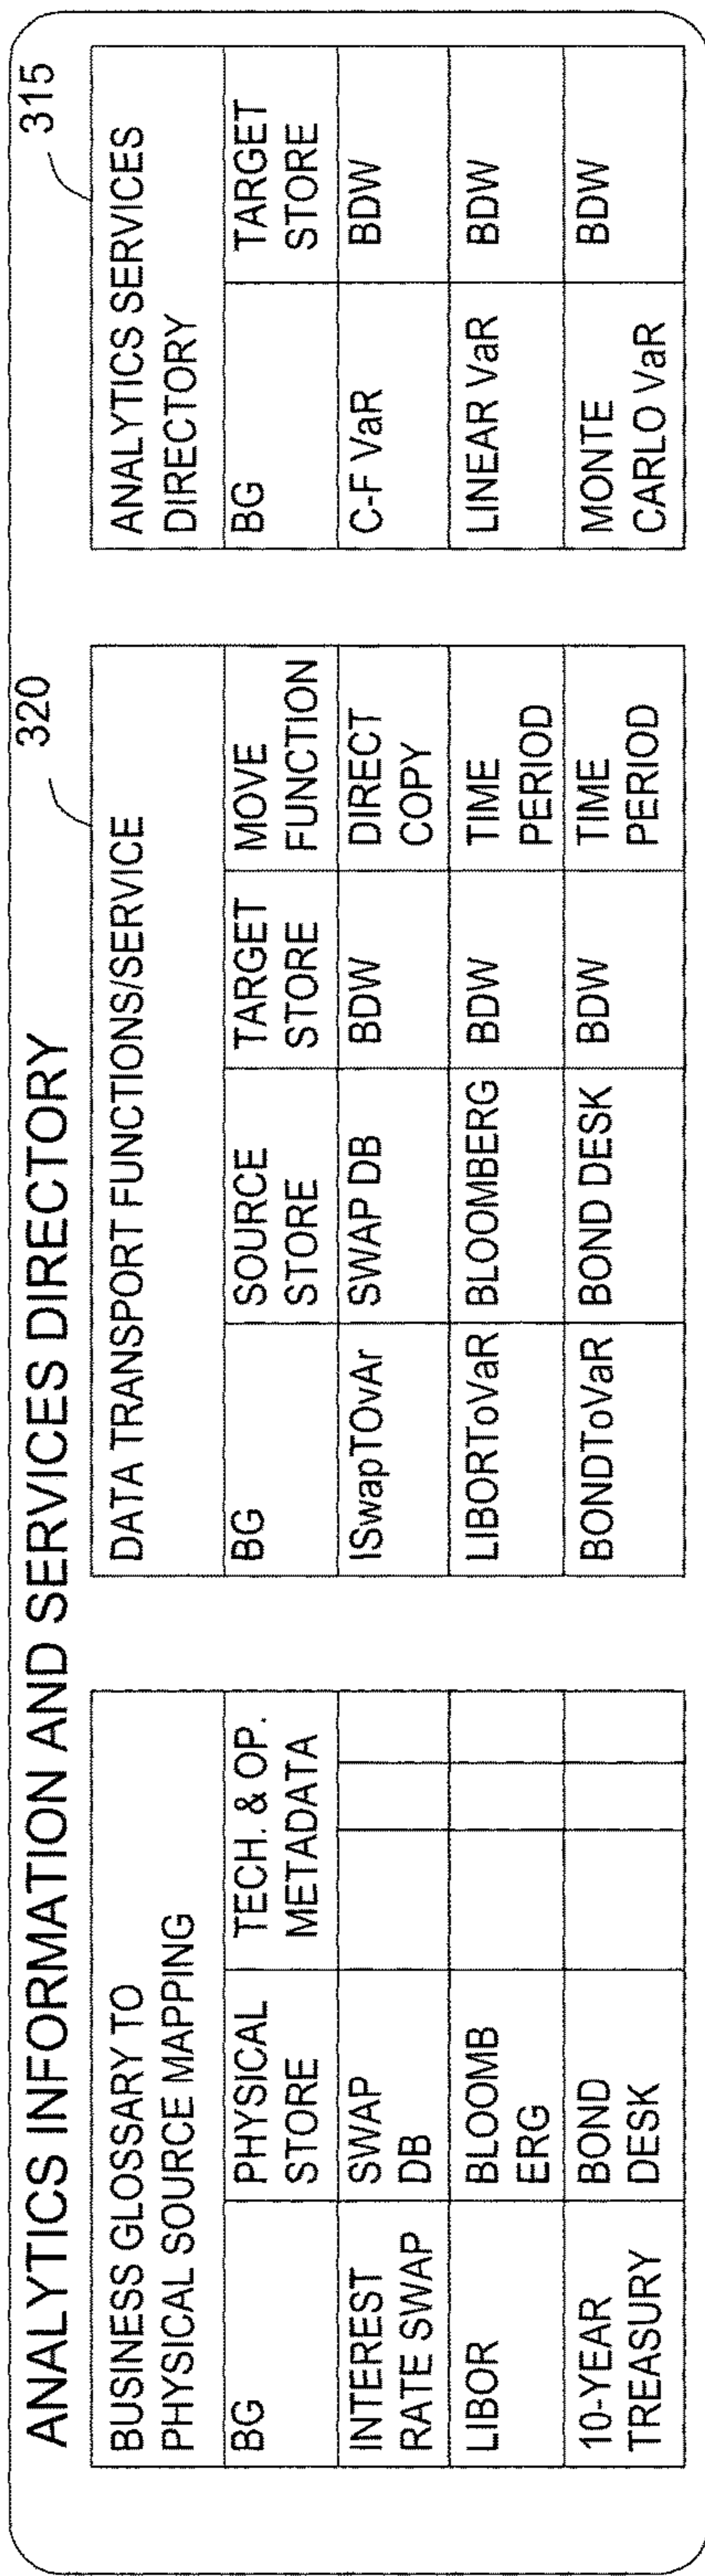 ANALYTICS INFORMATION AND SERVICES DIRECTORY
BUSINESS GLOSSARY TO
PHYSICAL SOURCE MAPPING
BG
PHYSICAL
STORE
TECH. & OP.
METADATA
INTEREST
RATE SWAP
SWAP
DB
LIBOR
BLOOMB
ERG
10-YEAR
TREASURY
BOND
DESK
320
DATA TRANSPORT FUNCTIONS/SERVICE
BG
SOURCE
STORE
TARGET
STORE
MOVE
FUNCTION
ISwapTOvAr
SWAP DB
BDW
DIRECT
COPY
LIBORToVaR
BLOOMBERG
BDW
TIME
PERIOD
BONDToVaR
BOND DESK
BDW
TIME
PERIOD
315
ANALYTICS SERVICES
DIRECTORY
BG
TARGET
STORE
C-F VaR
BDW
LINEAR VaR
BDW
MONTE
CARLO VaR
BDW